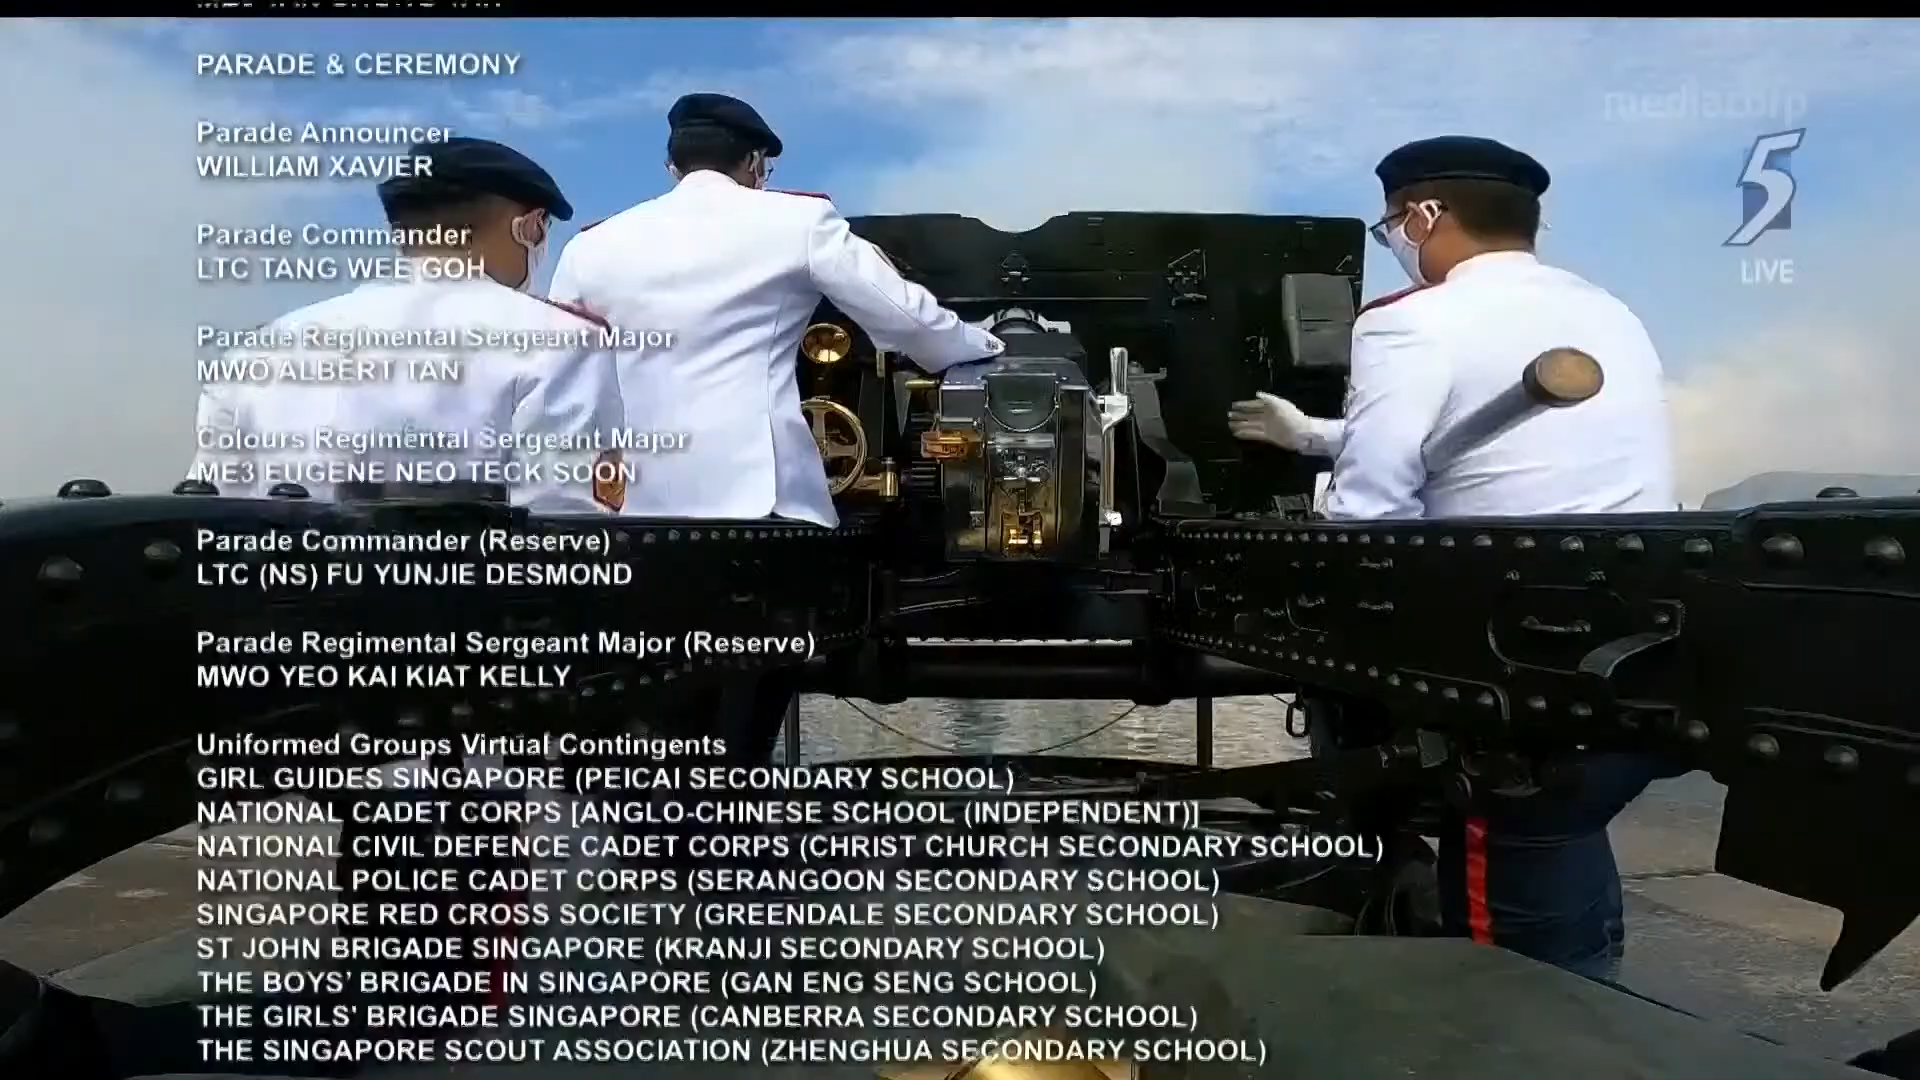 PARADE & CEREMONY
Parade Announcer
WILLIAM XAVIER
Parade Commander
LTC TANG WEE GOH
Parade Regimental Sergeant Major
MWO ALBERT TAN
Colours Regimental Sergeant Major
ME3 EUGENE NEO TECK SOON
Parade Commander (Reserve)
LTC (NS) FU YUNJIE DESMOND
Parade Regimental Sergeant Major (Reserve)
MWO YEO KAI KIAT KELLY
Uniformed Groups Virtual Contingents
GIRL GUIDES SINGAPORE (PEICAI SECONDARY SCHOOL)
NATIONAL CADET CORPS [ANGLO-CHINESE SCHOOL (INDEPENDENT)]
NATIONAL CIVIL DEFENCE CADET CORPS (CHRIST CHURCH SECONDARY SCHOOL)
NATIONAL POLICE CADET CORPS (SERANGOON SECONDARY SCHOOL)
SINGAPORE RED CROSS SOCIETY (GREENDALE SECONDARY SCHOOL)
ST JOHN BRIGADE SINGAPORE (KRANJI SECONDARY SCHOOL)
THE BOYS’ BRIGADE IN SINGAPORE (GAN ENG SENG SCHOOL)
THE GIRLS' BRIGADE SINGAPORE (CANBERRA SECONDARY SCHOOL)
THE SINGAPORE SCOUT ASSOCIATION (ZHENGHUA SECONDARY SCHOOL)
mediacorp
5
LIVE